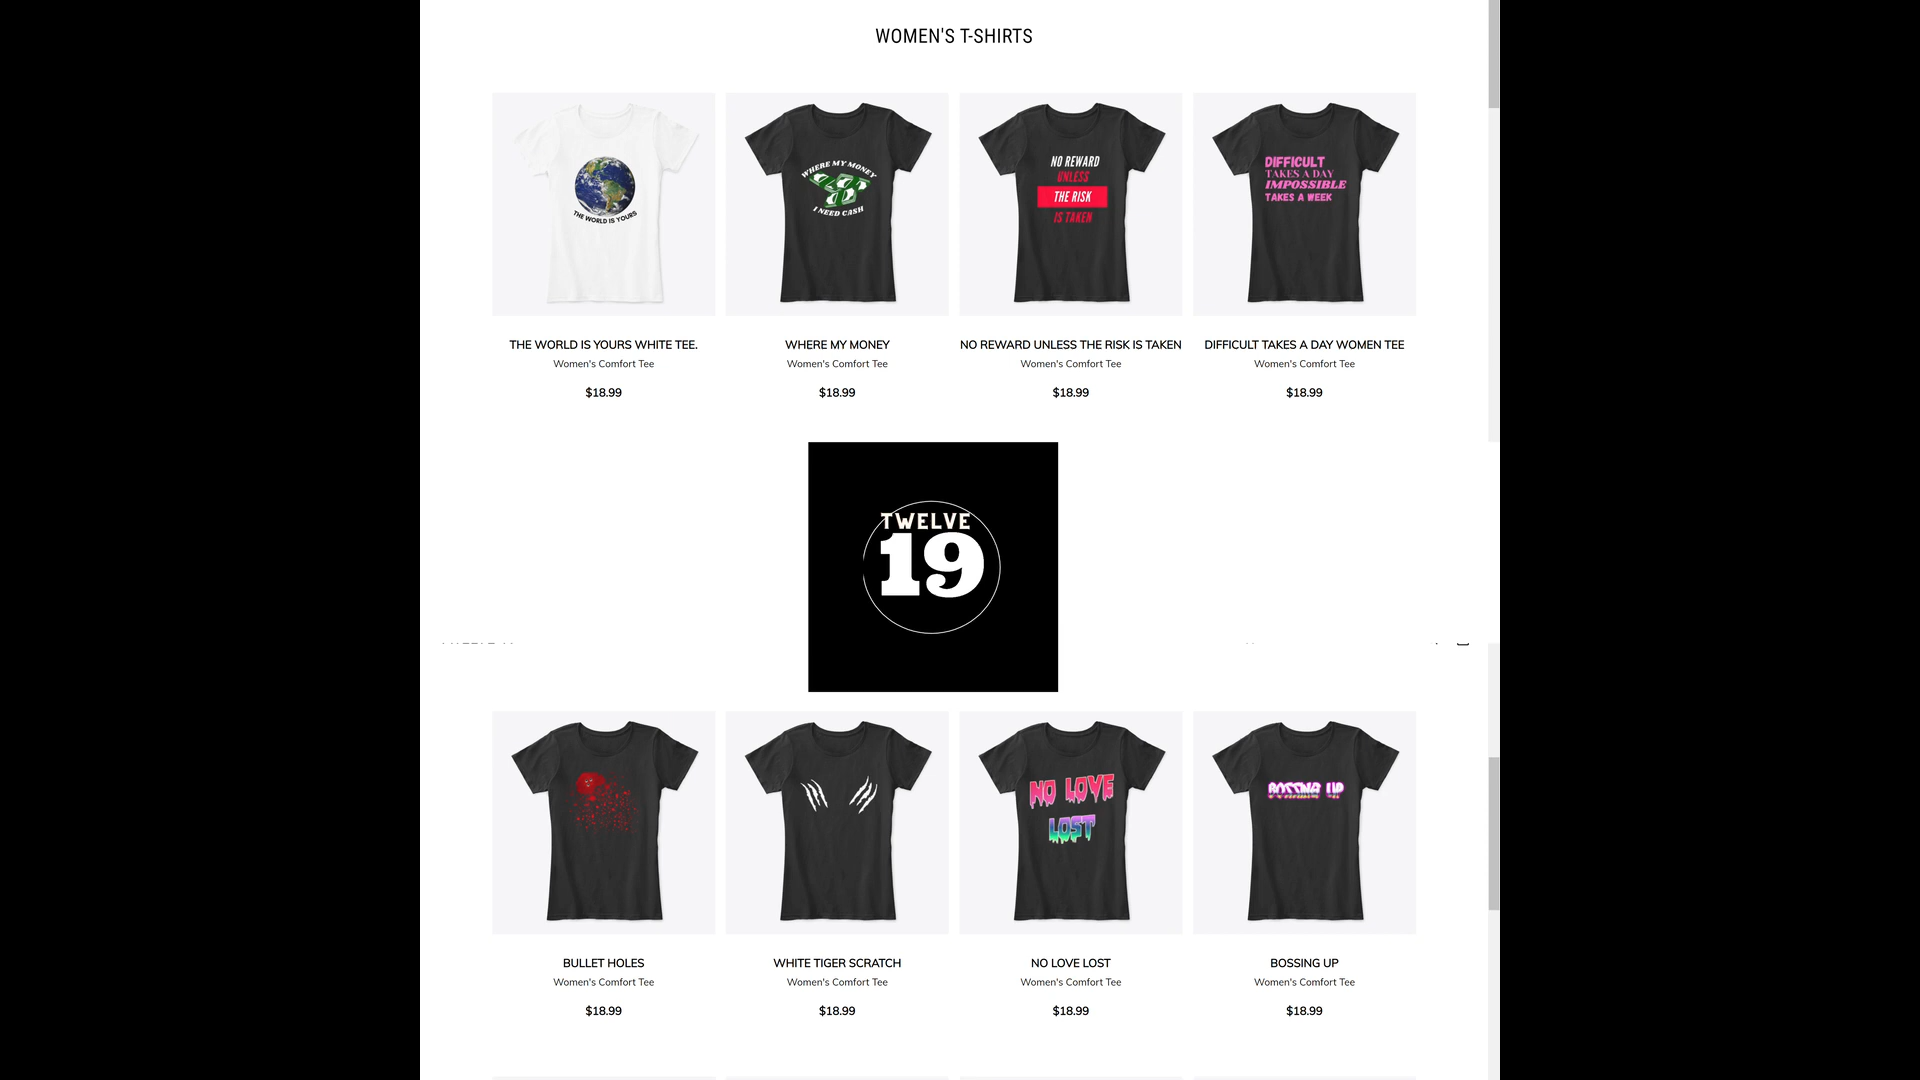 WOMEN'S T-SHIRTS
THE WORLD IS YOURS
WHERE MY MONEY
I NEED CASH
NO REWARD
UNLESS
THE RISK
IS TAKEN
DIFFICULT
TAKES A DAY
IMPOSSIBLE
TAKES A WEEK
THE WORLD IS YOURS WHITE TEE.
Women's Comfort Tee
$18.99
WHERE MY MONEY
Women's Comfort Tee
$18.99
NO REWARD UNLESS THE RISK IS TAKEN
Women's Comfort Tee
$18.99
DIFFICULT TAKES A DAY WOMEN TEE
Women's Comfort Tee
$18.99
TWELVE
19
NO LOVE
LOST
BOSSING UP
BULLET HOLES
Women's Comfort Tee
$18.99
WHITE TIGER SCRATCH
Women's Comfort Tee
$18.99
NO LOVE LOST
Women's Comfort Tee
$18.99
BOSSING UP
Women's Comfort Tee
$18.99